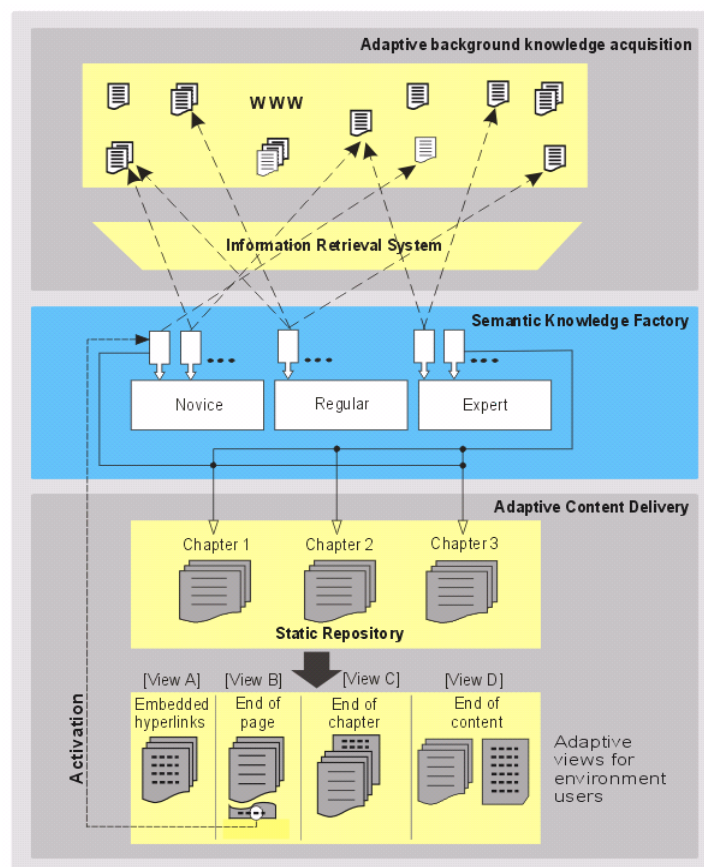 Adaptive background knowledge acquisition
WWW
Information Retrieval System
Semantic Knowledge Factory
Novice
Regular
Expert
Adaptive Content Delivery
Chapter 1
Chapter 2
Chapter 3
Static Repository
[View A]
[View B]
[View C]
[View D]
Embedded
hyperlinks
End of
page
End of
chapter
End of
content
Adaptive
views for
environment
users
Activation